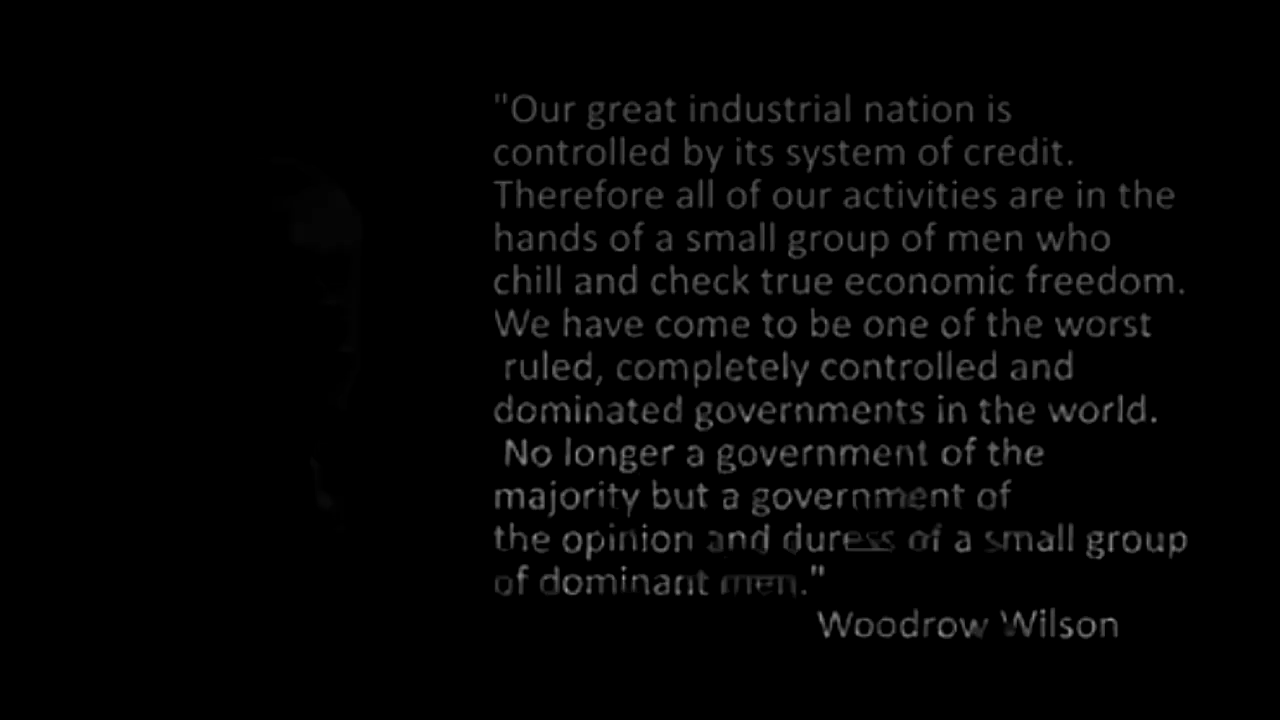 "Our great industrial nation is
controlled by its system of credit.
Therefore all of our activities are in the
hands of a small group of men who
chill and check true economic freedom.
We have come to be one of the worst
ruled, completely controlled and
dominated governments in the world.
No longer a government of the
majority but a government of
the opinion and duress of a small group
of dominant men."
Woodrow Wilson